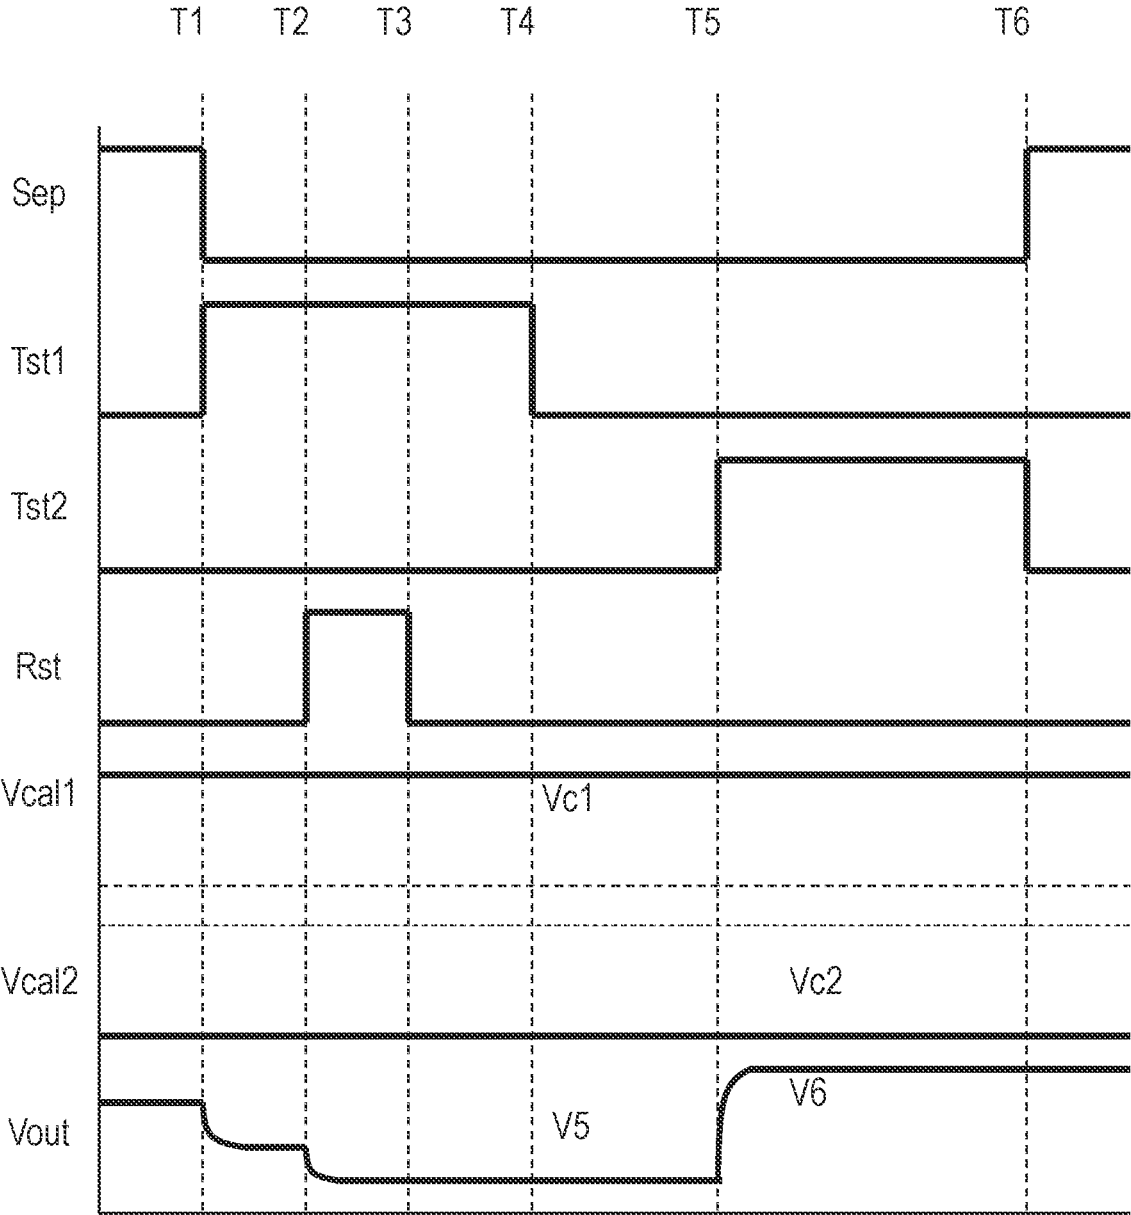 T1 T2 T3 T4 T5 T6
Sep
Tst1
Tst2
Rst
Vcal1
Vc1
Vcal2
Vc2
V6
Vout
V5